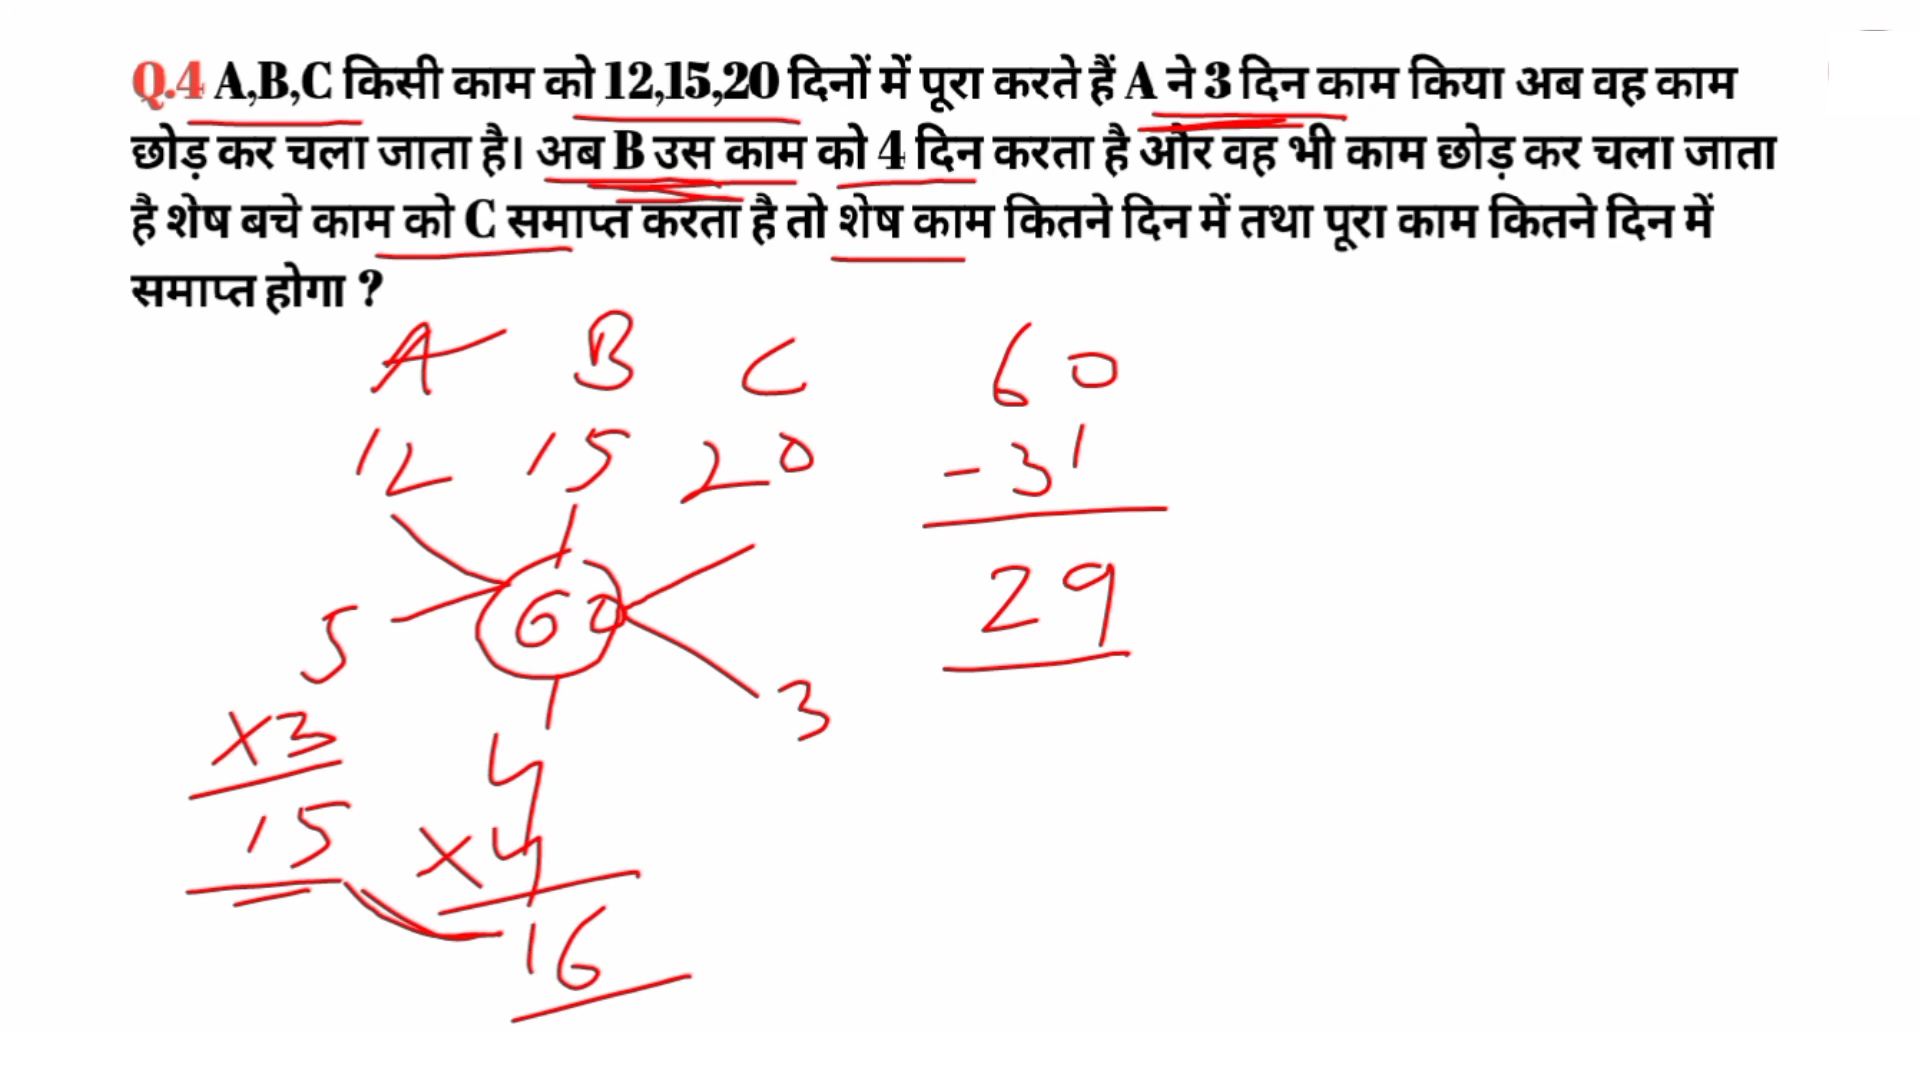 Q.4 A,B,C किसी काम को 12,15,20 दिनों में पूरा करते हैं A ने 3 दिन काम किया अब वह काम
छोड़ कर चला जाता है। अब B उस काम को 4 दिन करता है और वह भी काम छोड़ कर चला जाता
है शेष बचे काम को C समाप्त करता है तो शेष काम कितने दिन में तथा पूरा काम कितने दिन में
समाप्त होगा ?
A B C 60
12 15 20 -31
60 29
5
3
×3 4
15 ×4
16